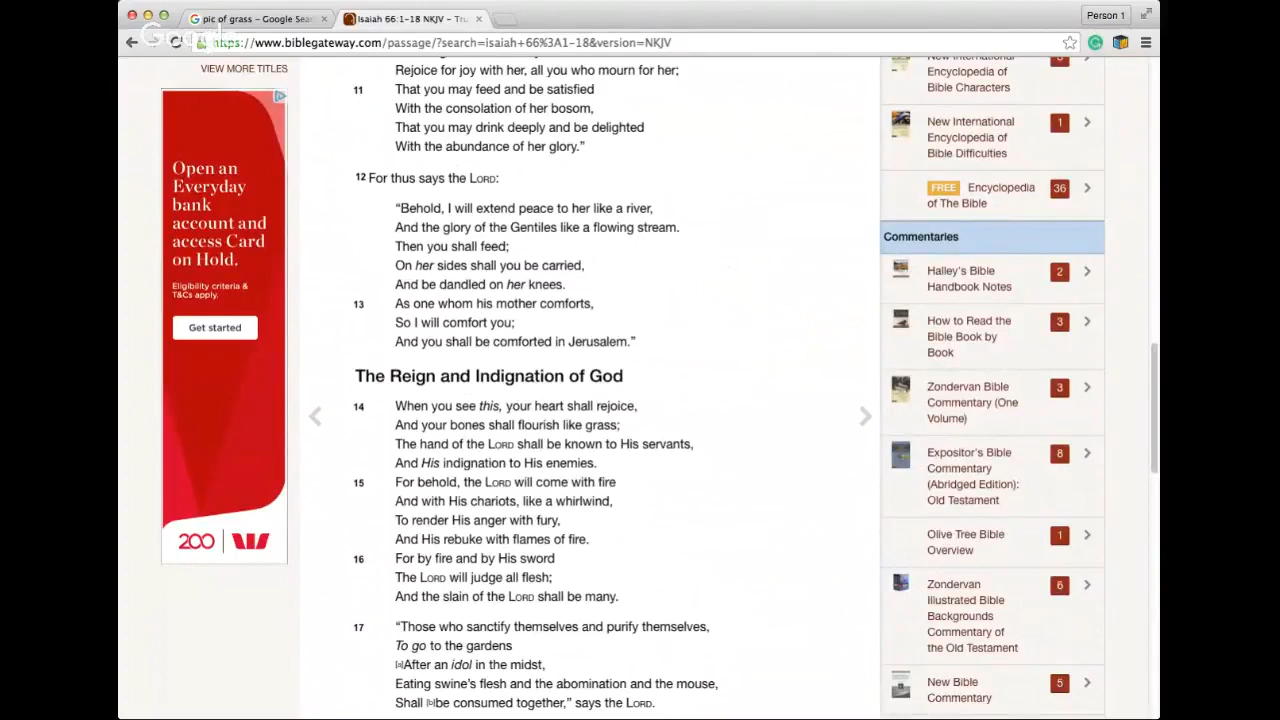 pic of grass – Google Sea
Isaiah 66:1-18 NKJV – Tru
Person 1
Google
https://www.biblegateway.com/passage/?search=isaiah+66%3A1-18&version=NKJV
VIEW MORE TITLES
Open an
Everyday
bank
account and
access Card
on Hold.
Eligibility criteria &
T&Cs apply.
Get started
200
Rejoice for joy with her, all you who mourn for her;
11 That you may feed and be satisfied
With the consolation of her bosom,
That you may drink deeply and be delighted
With the abundance of her glory.”
12 For thus says the LORD:
“Behold, I will extend peace to her like a river,
And the glory of the Gentiles like a flowing stream.
Then you shall feed;
On her sides shall you be carried,
And be dandled on her knees.
13 As one whom his mother comforts,
So I will comfort you;
And you shall be comforted in Jerusalem.”
The Reign and Indignation of God
14 When you see this, your heart shall rejoice,
And your bones shall flourish like grass;
The hand of the LORD shall be known to His servants,
And His indignation to His enemies.
15 For behold, the LORD will come with fire
And with His chariots, like a whirlwind,
To render His anger with fury,
And His rebuke with flames of fire.
16 For by fire and by His sword
The LORD will judge all flesh;
And the slain of the LORD shall be many.
17 “Those who sanctify themselves and purify themselves,
To go to the gardens
[a]After an idol in the midst,
Eating swine’s flesh and the abomination and the mouse,
Shall [b]be consumed together,” says the LORD.
New International
Encyclopedia of
Bible Characters
New International 1
Encyclopedia of
Bible Difficulties
FREE Encyclopedia 36
of The Bible
Commentaries
Halley’s Bible 2
Handbook Notes
How to Read the 3
Bible Book by
Book
Zondervan Bible 3
Commentary (One
Volume)
Expositor’s Bible 8
Commentary
(Abridged Edition):
Old Testament
Olive Tree Bible 1
Overview
Zondervan 6
Illustrated Bible
Backgrounds
Commentary of
the Old Testament
New Bible 5
Commentary